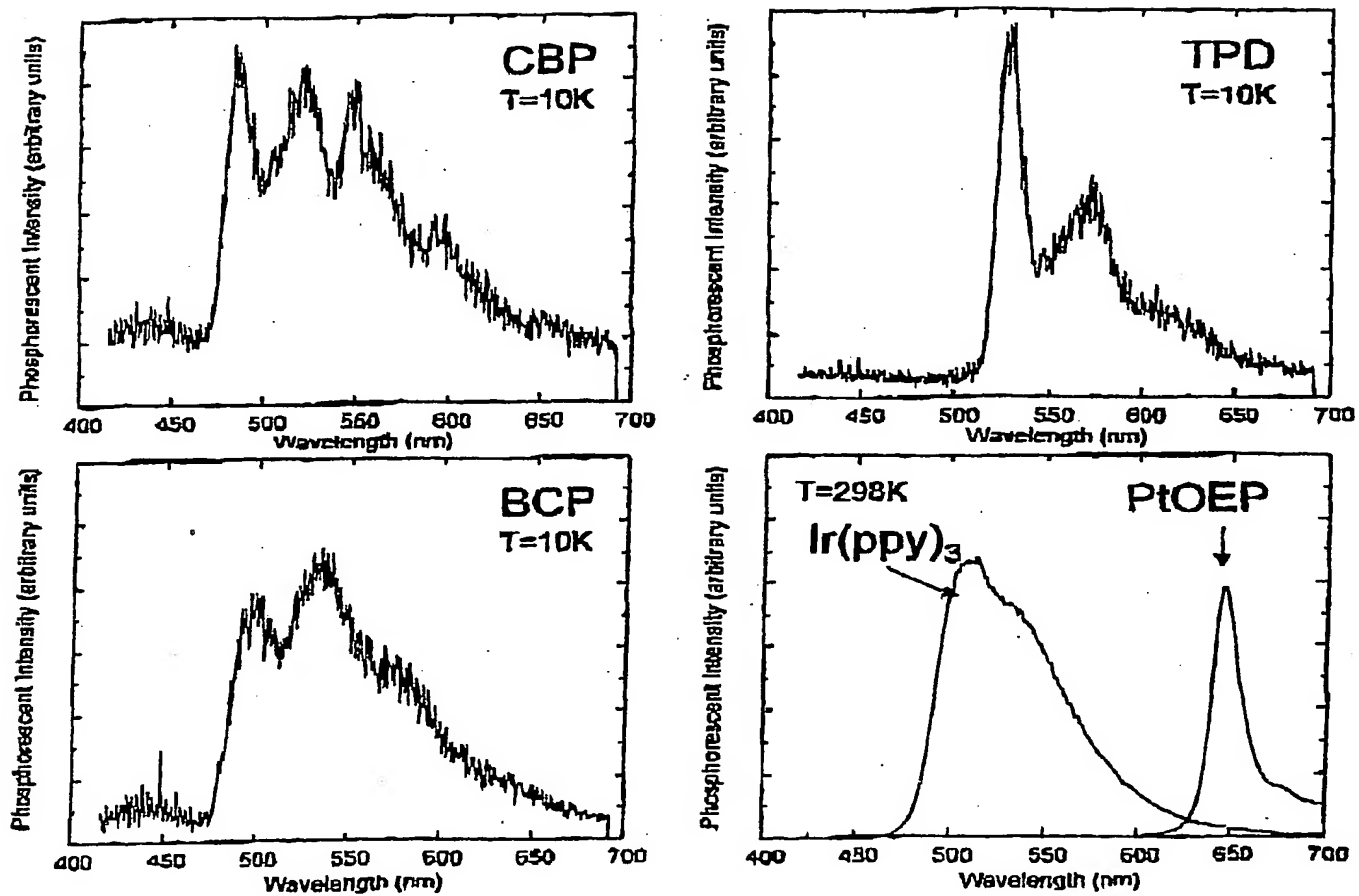 Phosphorescent Intensity (arbitrary units)
CBP
T=10K
400 450 500 550 600 650 700
Wavelength (nm)
Phosphorescent Intensity (arbitrary units)
TPD
T=10K
400 450 500 550 600 650 700
Wavelength (nm)
Phosphorescent Intensity (arbitrary units)
BCP
T=10K
400 450 500 550 600 650 700
Wavelength (nm)
Phosphorescent Intensity (arbitrary units)
T=298K
PtOEP
Ir(ppy)₃
400 450 500 550 600 650 700
Wavelength (nm)